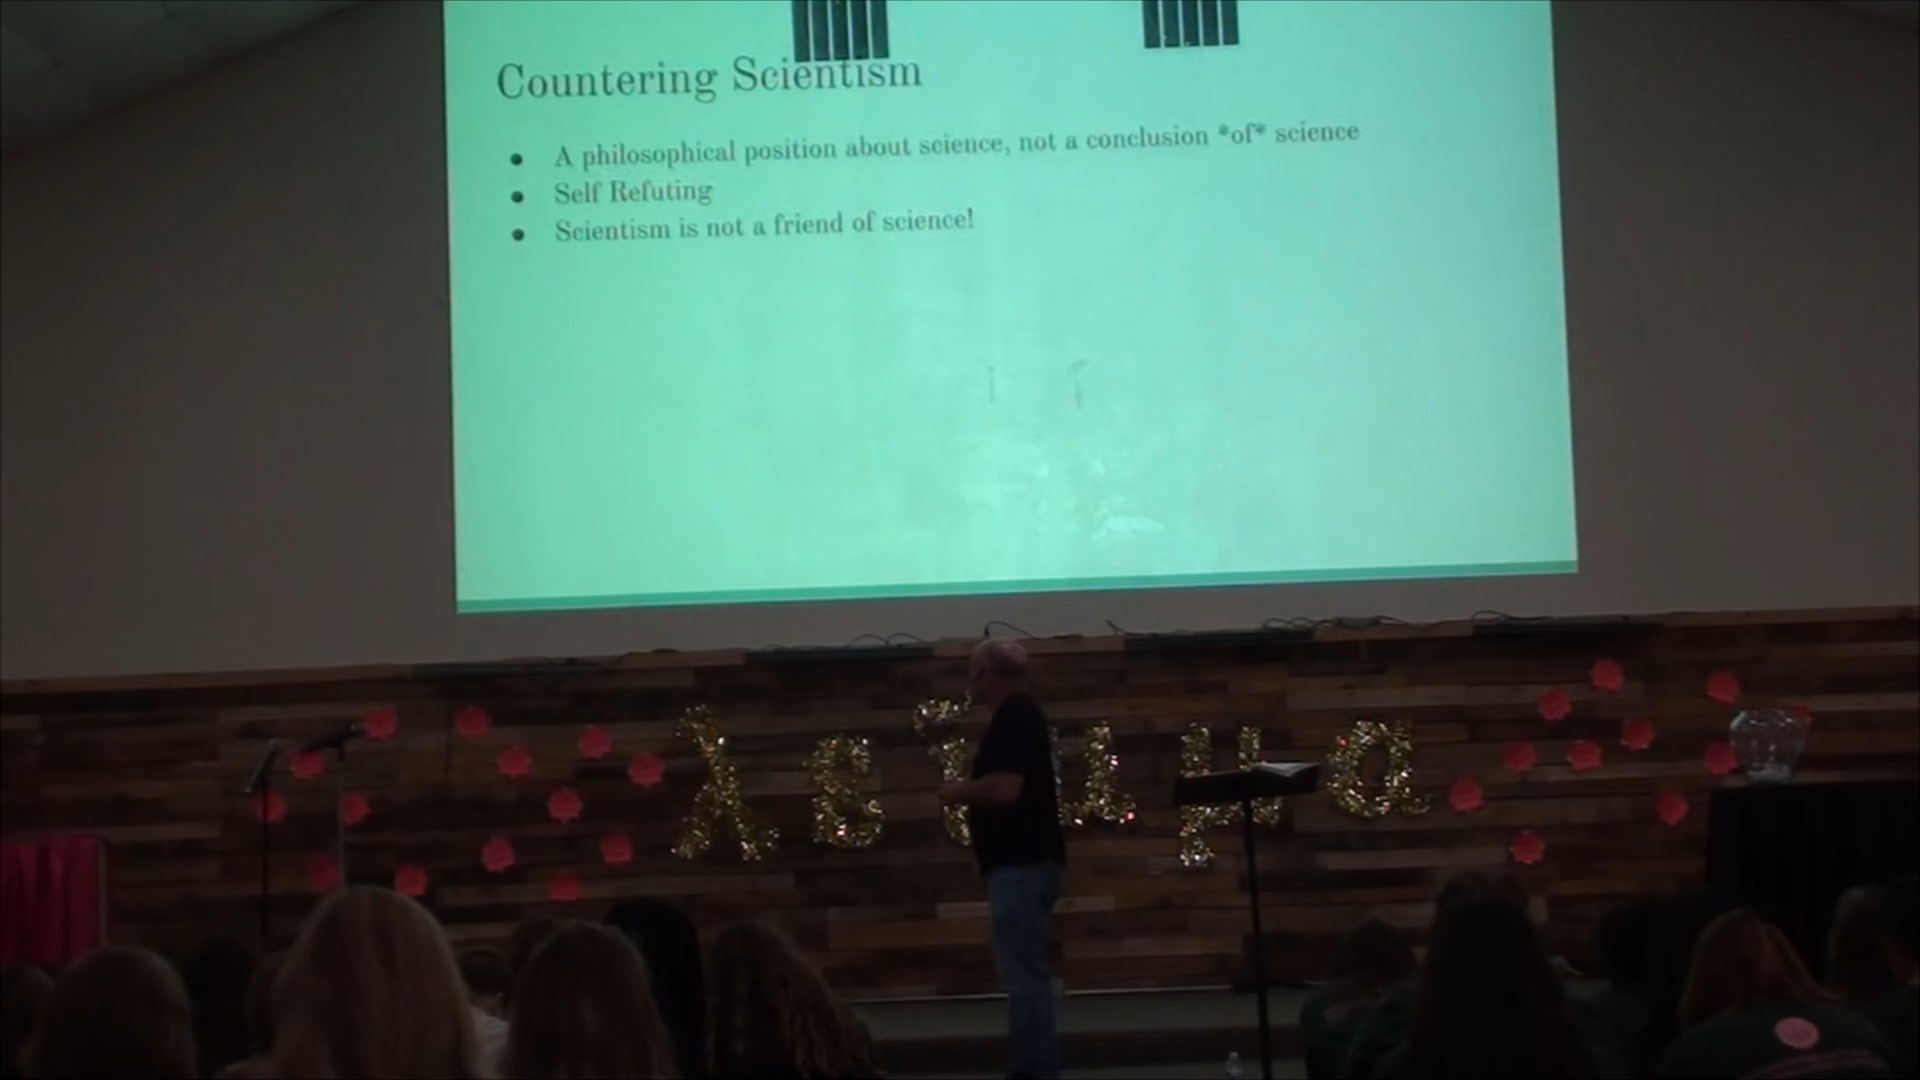 Countering Scientism
• A philosophical position about science, not a conclusion *of* science
• Self Refuting
• Scientism is not a friend of science!